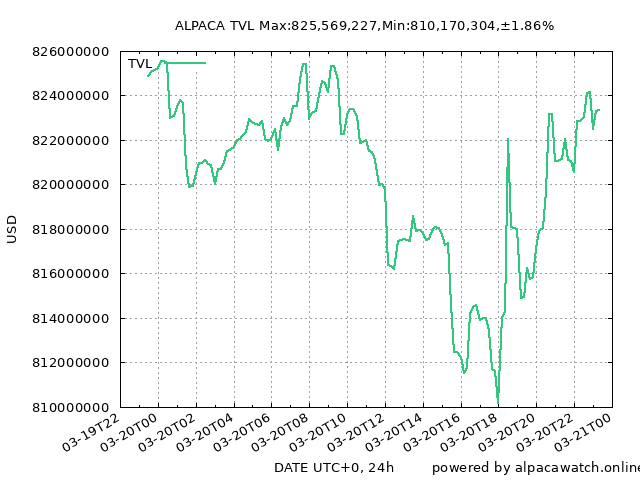 ALPACA TVL Max:825,569,227,Min:810,170,304,±1.86%
826000000
TVL
824000000
822000000
820000000
818000000
816000000
814000000
812000000
810000000
USD
03-19T22
03-20T00
03-20T02
03-20T04
03-20T06
03-20T08
03-20T10
03-20T12
03-20T14
03-20T16
03-20T18
03-20T20
03-20T22
03-21T00
DATE UTC+0, 24h
powered by alpacawatch.online